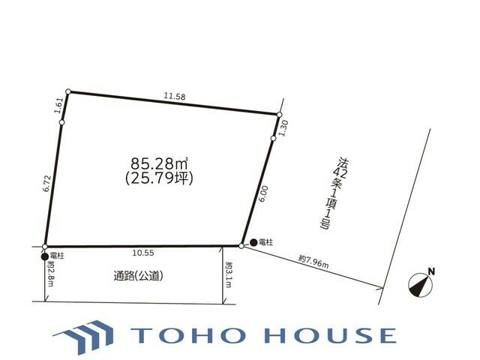 11.58
1.61
1.30
6.72
85.28㎡
(25.79坪)
6.00
法42条1項1号
電柱
10.55
電柱
通路(公道)
約2.8m
約3.1m
約7.96m
N
TOHO HOUSE